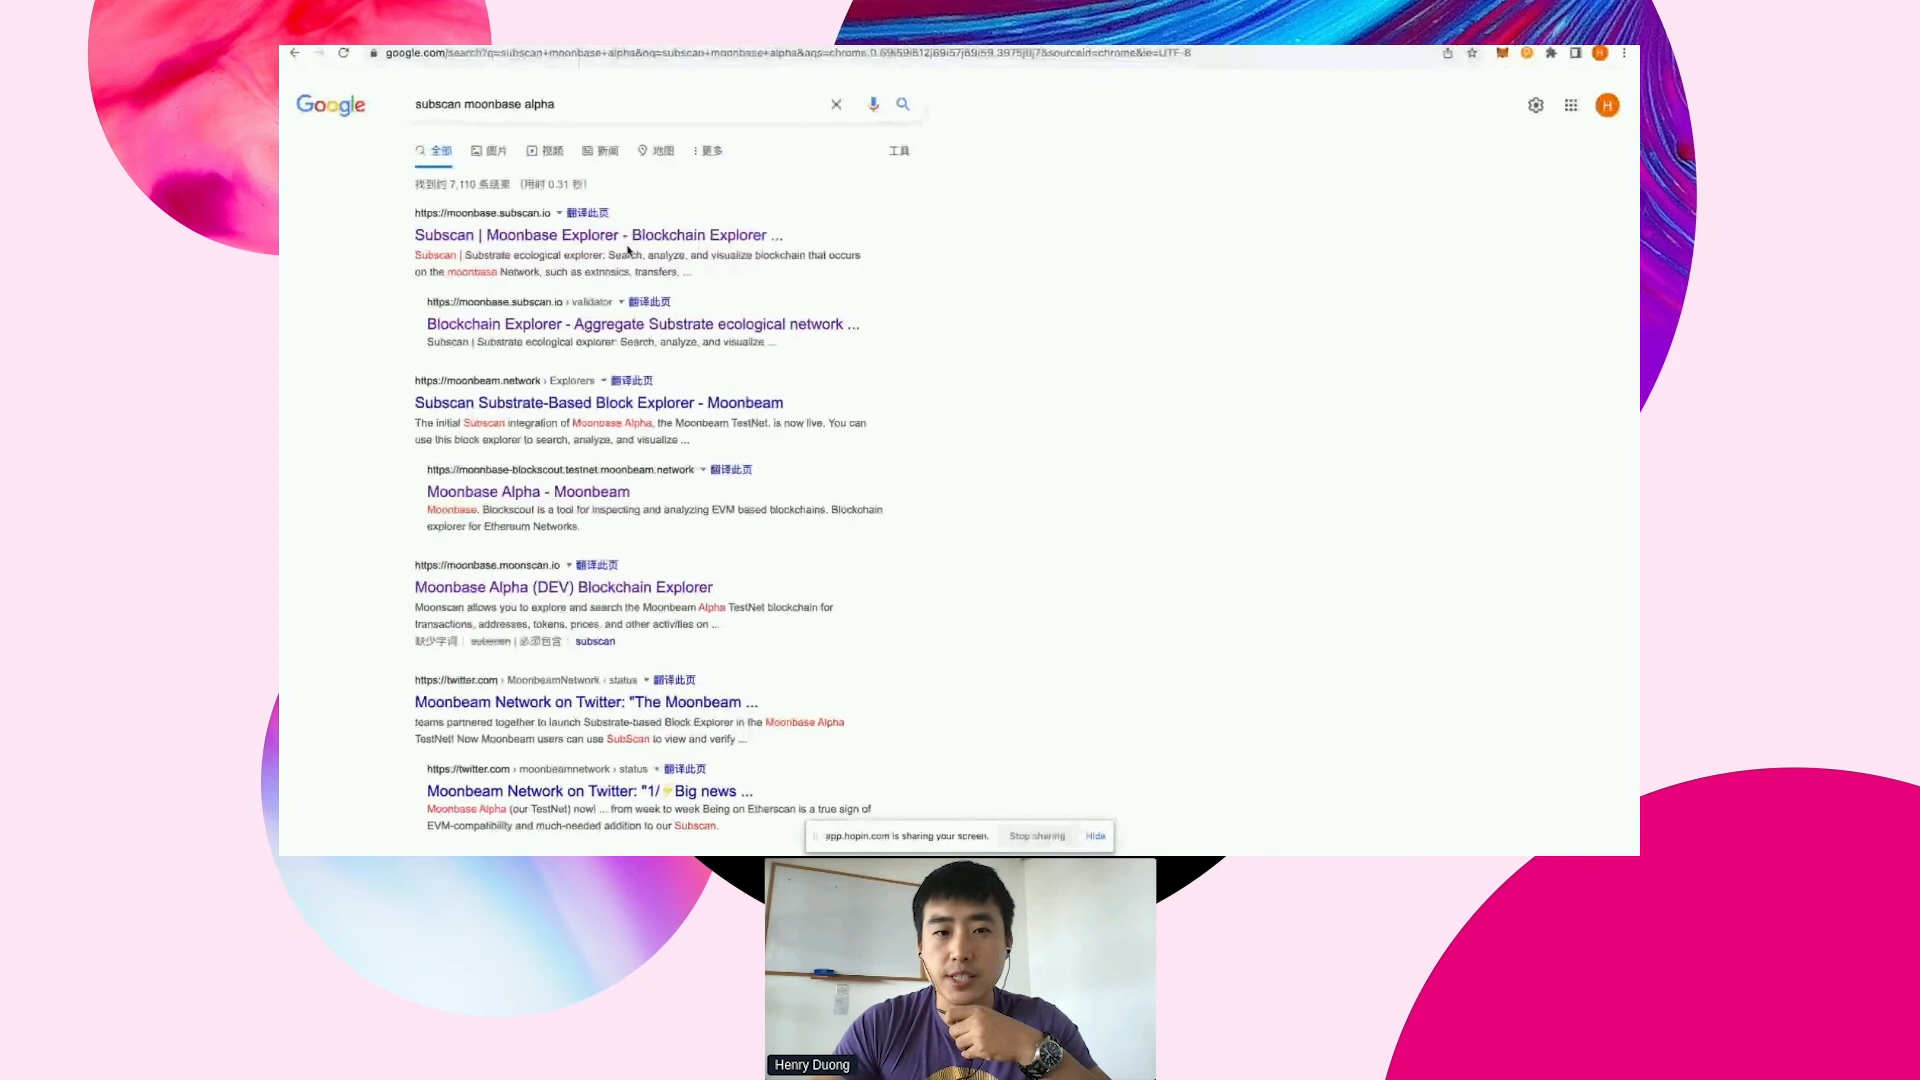 google.com/search?q=subscan+moonbase+alpha&oq=subscan+moonbase+alpha&aqs=chrome.0.69i59i512j69i57j69i59.3975j0j7&sourceid=chrome&ie=UTF-8
Google
subscan moonbase alpha
H
全部 图片 视频 新闻 地图 更多 工具
找到约 7,110 条结果 （用时 0.31 秒）
https://moonbase.subscan.io 翻译此页
Subscan | Moonbase Explorer - Blockchain Explorer ...
Subscan | Substrate ecological explorer: Search, analyze, and visualize blockchain that occurs
on the moonbase Network, such as extrinsics, transfers, ...
https://moonbase.subscan.io › validator 翻译此页
Blockchain Explorer - Aggregate Substrate ecological network ...
Subscan | Substrate ecological explorer: Search, analyze, and visualize ...
https://moonbeam.network › Explorers 翻译此页
Subscan Substrate-Based Block Explorer - Moonbeam
The initial Subscan integration of Moonbase Alpha, the Moonbeam TestNet, is now live. You can
use this block explorer to search, analyze, and visualize ...
https://moonbase-blockscout.testnet.moonbeam.network 翻译此页
Moonbase Alpha - Moonbeam
Moonbase. Blockscout is a tool for inspecting and analyzing EVM based blockchains. Blockchain
explorer for Ethereum Networks.
https://moonbase.moonscan.io 翻译此页
Moonbase Alpha (DEV) Blockchain Explorer
Moonscan allows you to explore and search the Moonbeam Alpha TestNet blockchain for
transactions, addresses, tokens, prices, and other activities on ...
缺少字词： subscan | 必须包含： subscan
https://twitter.com › MoonbeamNetwork › status 翻译此页
Moonbeam Network on Twitter: "The Moonbeam ...
teams partnered together to launch Substrate-based Block Explorer in the Moonbase Alpha
TestNet! Now Moonbeam users can use SubScan to view and verify ...
https://twitter.com › moonbeamnetwork › status 翻译此页
Moonbeam Network on Twitter: "1/⚡Big news ...
Moonbase Alpha (our TestNet) now! ... from week to week Being on Etherscan is a true sign of
EVM-compatibility and much-needed addition to our Subscan.
app.hopin.com is sharing your screen. Stop sharing Hide
Henry Duong